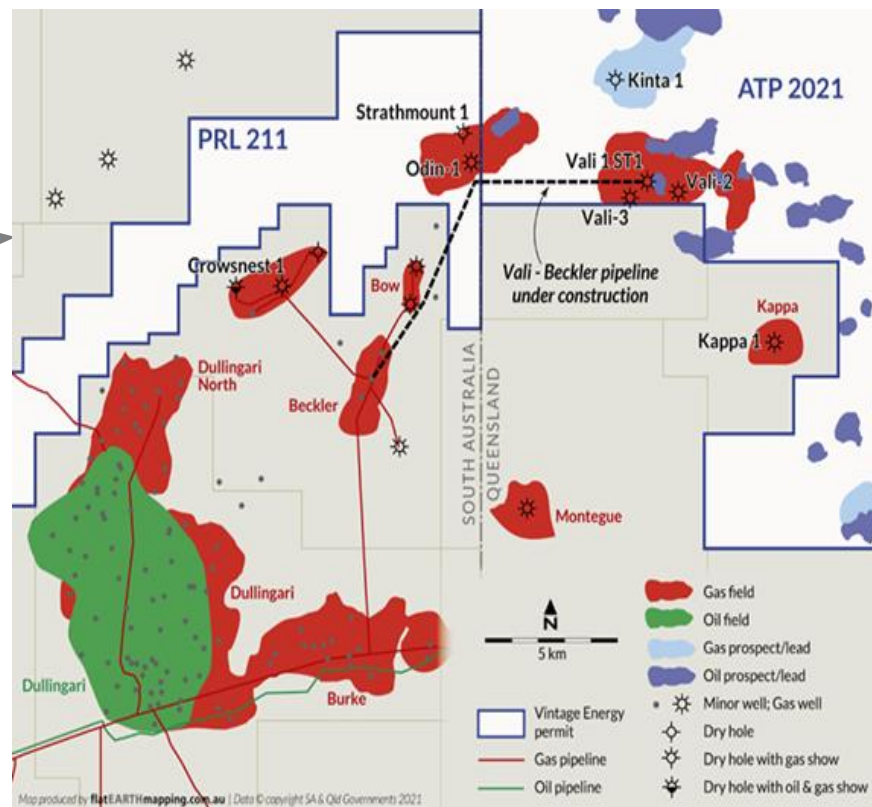 Kinta 1
ATP 2021
Strathmount 1
PRL 211
Odin-1
Vali 1 ST1
Vali-2
Vali-3
Crowsnest 1
Bow
Vali - Beckler pipeline
under construction
Kappa
Kappa 1
Dullingari
North
Beckler
SOUTH AUSTRALIA
QUEENSLAND
Montegue
Dullingari
Dullingari
Burke
N
5 km
Gas field
Oil field
Gas prospect/lead
Oil prospect/lead
Minor well; Gas well
Dry hole
Dry hole with gas show
Dry hole with oil & gas show
Vintage Energy
permit
Gas pipeline
Oil pipeline
Map produced by flatEARTHmapping.com.au | Data © copyright SA & Qld Governments 2021